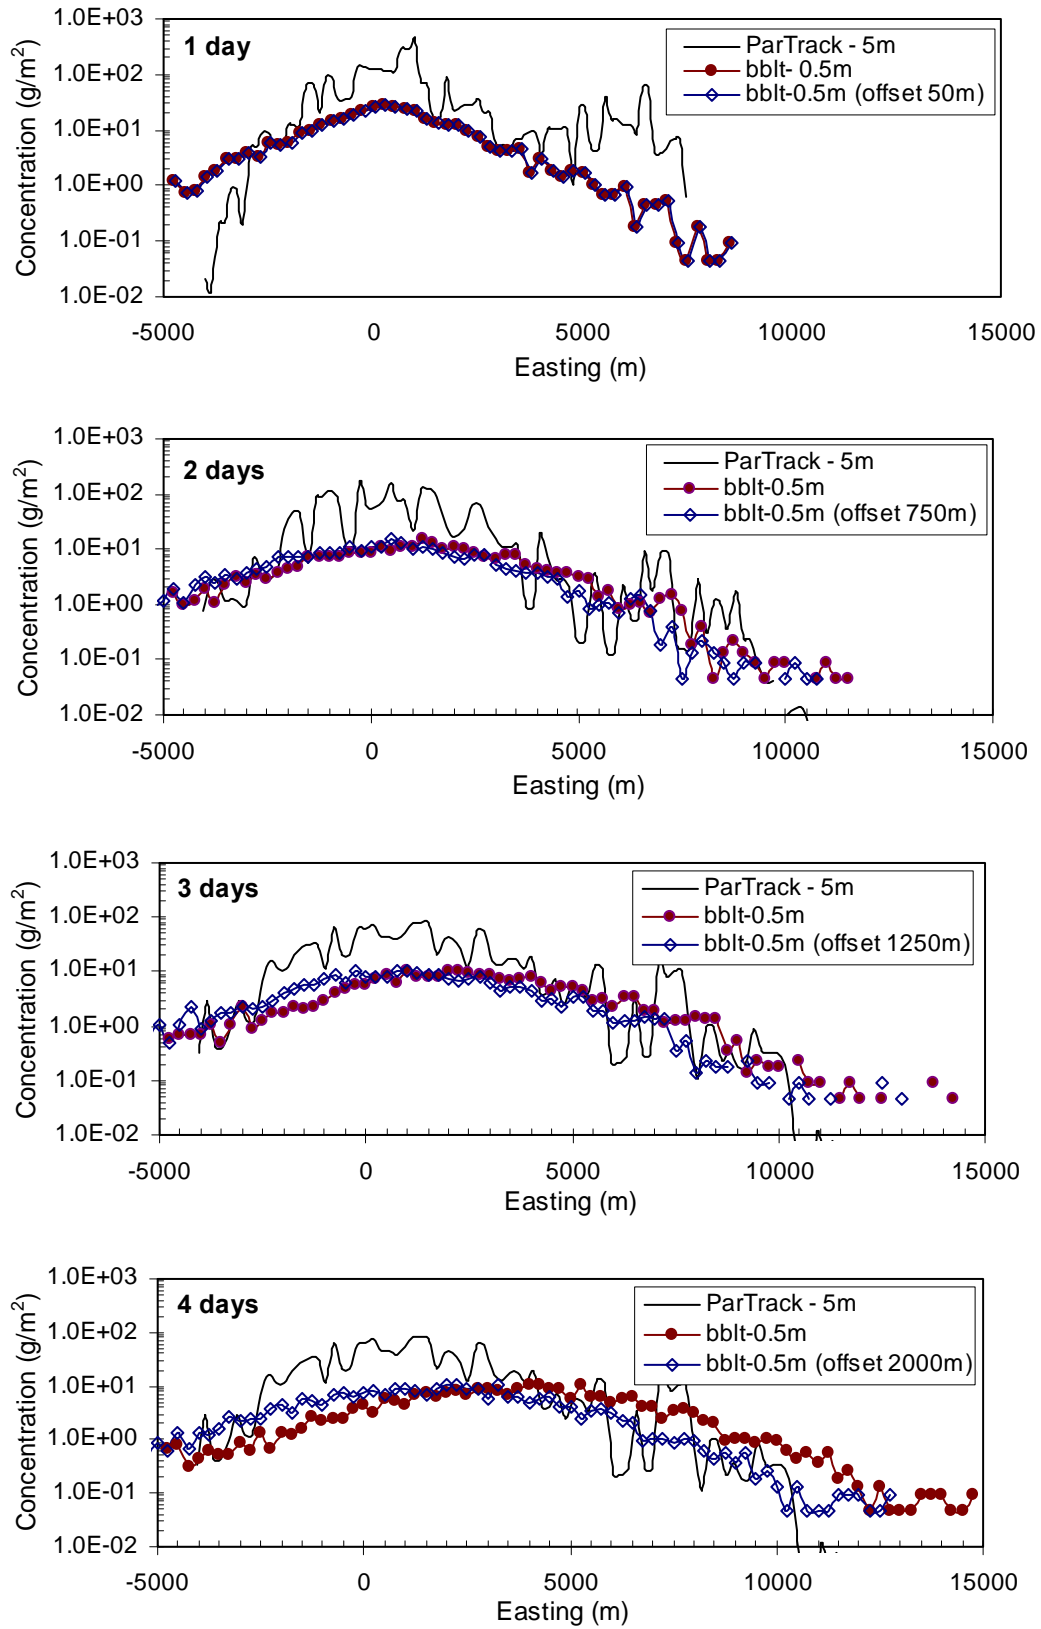 1 day
ParTrack - 5m
bblt- 0.5m
bblt-0.5m (offset 50m)
Concentration (g/m2)
1.0E+03
1.0E+02
1.0E+01
1.0E+00
1.0E-01
1.0E-02
-5000 0 5000 10000 15000
Easting (m)
2 days
ParTrack - 5m
bblt-0.5m
bblt-0.5m (offset 750m)
Concentration (g/m2)
1.0E+03
1.0E+02
1.0E+01
1.0E+00
1.0E-01
1.0E-02
-5000 0 5000 10000 15000
Easting (m)
3 days
ParTrack - 5m
bblt-0.5m
bblt-0.5m (offset 1250m)
Concentration (g/m2)
1.0E+03
1.0E+02
1.0E+01
1.0E+00
1.0E-01
1.0E-02
-5000 0 5000 10000 15000
Easting (m)
4 days
ParTrack - 5m
bblt-0.5m
bblt-0.5m (offset 2000m)
Concentration (g/m2)
1.0E+03
1.0E+02
1.0E+01
1.0E+00
1.0E-01
1.0E-02
-5000 0 5000 10000 15000
Easting (m)